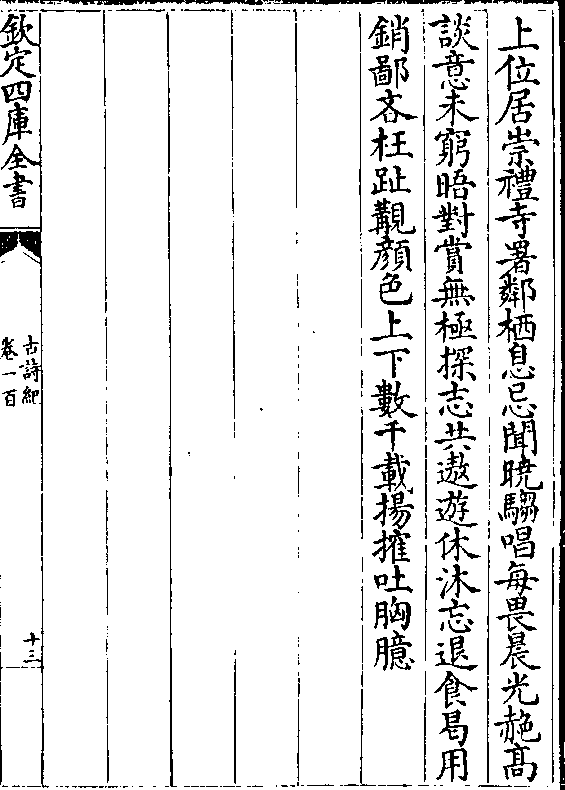 上位居崇禮寺署鄰栖息忌聞曉騶唱每畏晨光赩髙
談意未窮晤對賞無極探志共遨遊休沐忘退食曷用
銷鄙吝枉趾覯顔色上下數千載揚搉吐胸臆
欽定四庫全書
古詩紀
卷一百
十三